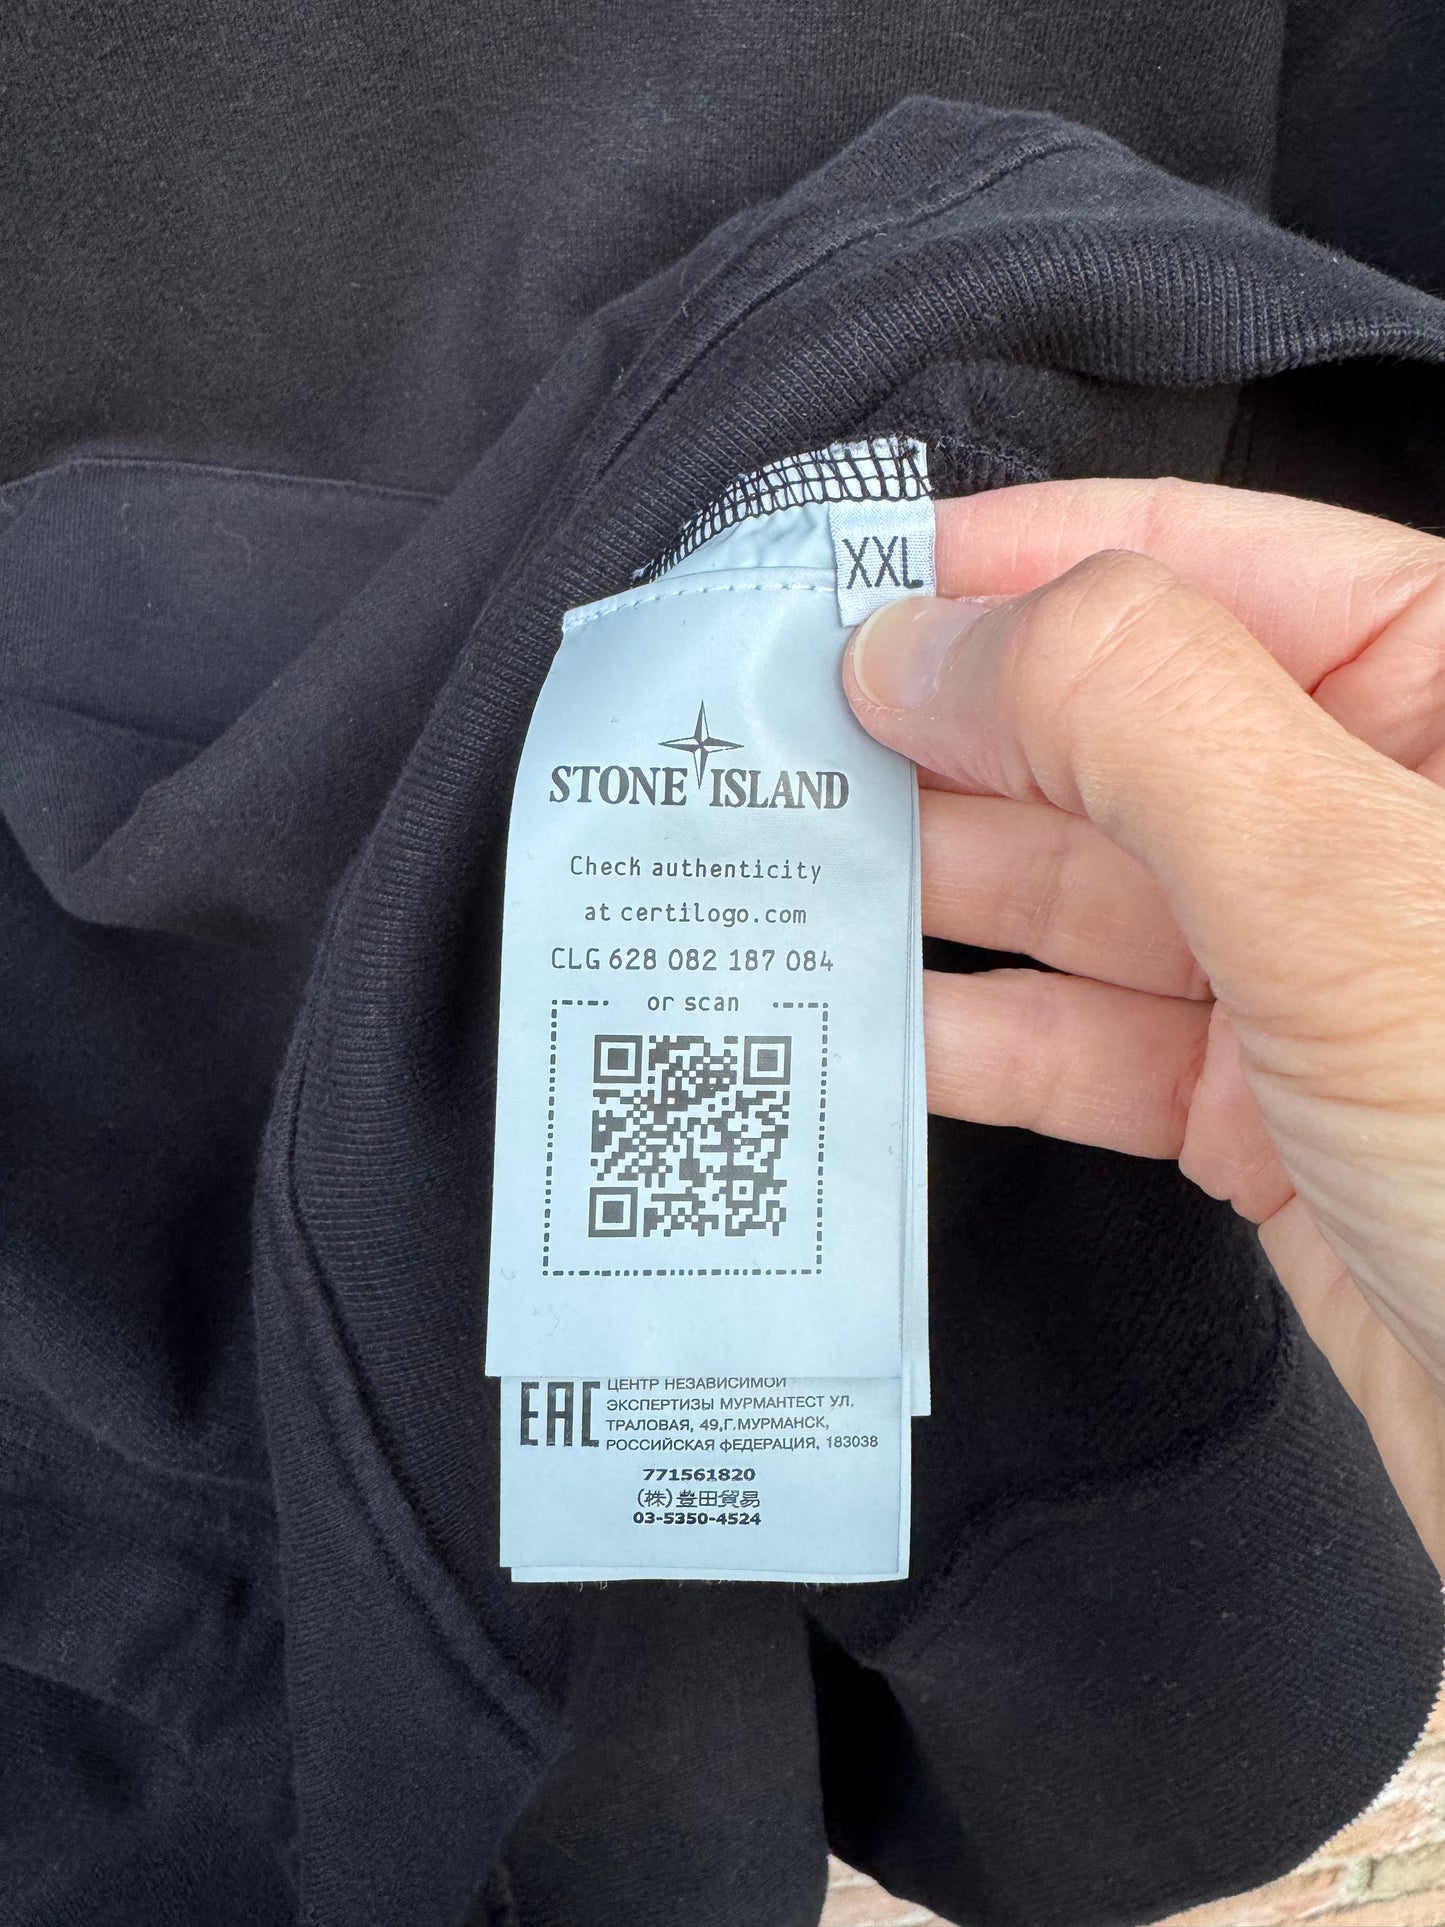 XXL
STONE ISLAND
Check authenticity
at certilogo.com
CLG 628 082 187 084
or scan
EAC
ЦЕНТР НЕЗАВИСИМОЙ
ЭКСПЕРТИЗЫ МУРМАНТЕСТ УЛ.
ТРАЛОВАЯ, 49,Г.МУРМАНСК,
РОССИЙСКАЯ ФЕДЕРАЦИЯ, 183038
771561820
(株)豊田貿易
03-5350-4524